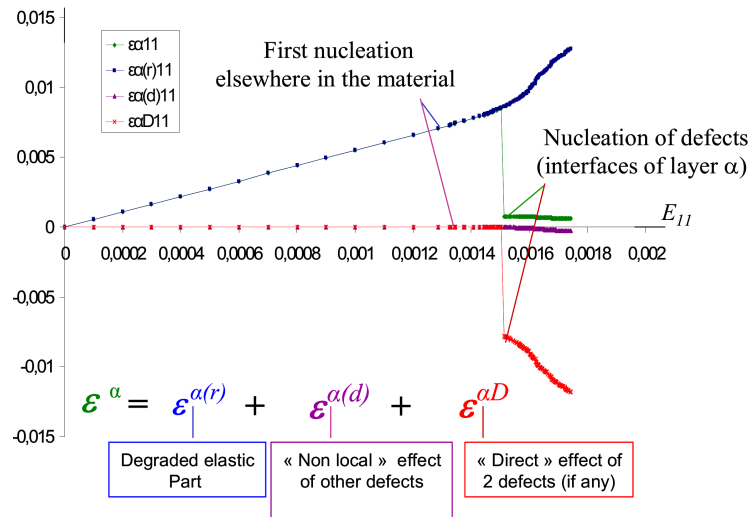 0,015
εα11
εα(r)11
εα(d)11
εαD11
0,01
0,005
0
-0,005
-0,01
-0,015
First nucleation
elsewhere in the material
Nucleation of defects
(interfaces of layer α)
E11
0 0,0002 0,0004 0,0006 0,0008 0,001 0,0012 0,0014 0,0016 0,0018 0,002
ε α = ε α(r) + ε α(d) + ε αD
Degraded elastic
Part
« Non local » effect
of other defects
« Direct » effect of
2 defects (if any)